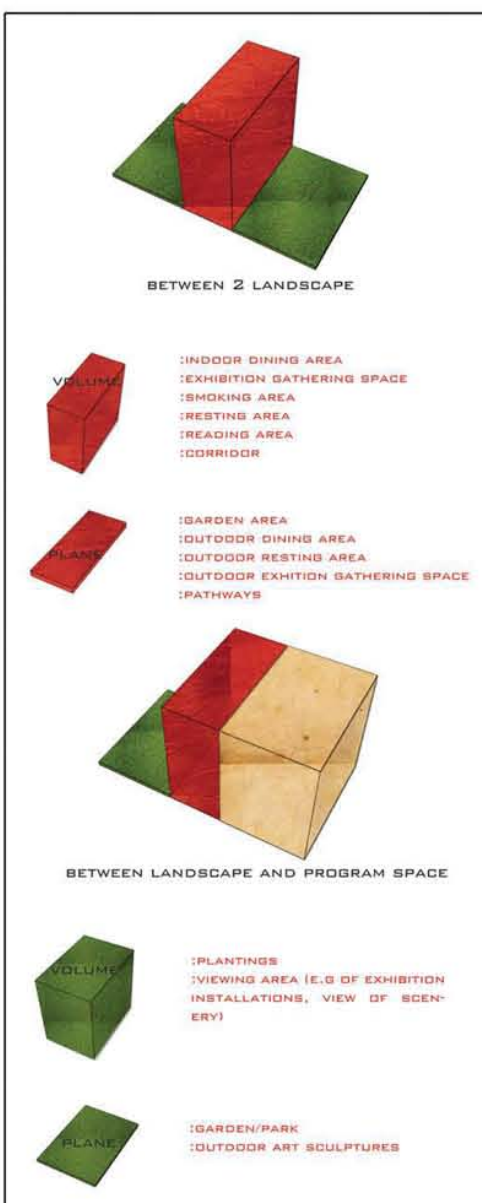 BETWEEN 2 LANDSCAPE
VOLUME
:INDOOR DINING AREA
:EXHIBITION GATHERING SPACE
:SMOKING AREA
:RESTING AREA
:READING AREA
:CORRIDOR
PLANE
:GARDEN AREA
:OUTDOOR DINING AREA
:OUTDOOR RESTING AREA
:OUTDOOR EXHITION GATHERING SPACE
:PATHWAYS
BETWEEN LANDSCAPE AND PROGRAM SPACE
VOLUME
:PLANTINGS
:VIEWING AREA (E.G OF EXHIBITION
INSTALLATIONS, VIEW OF SCEN-
ERY)
PLANE
:GARDEN/PARK
:OUTDOOR ART SCULPTURES